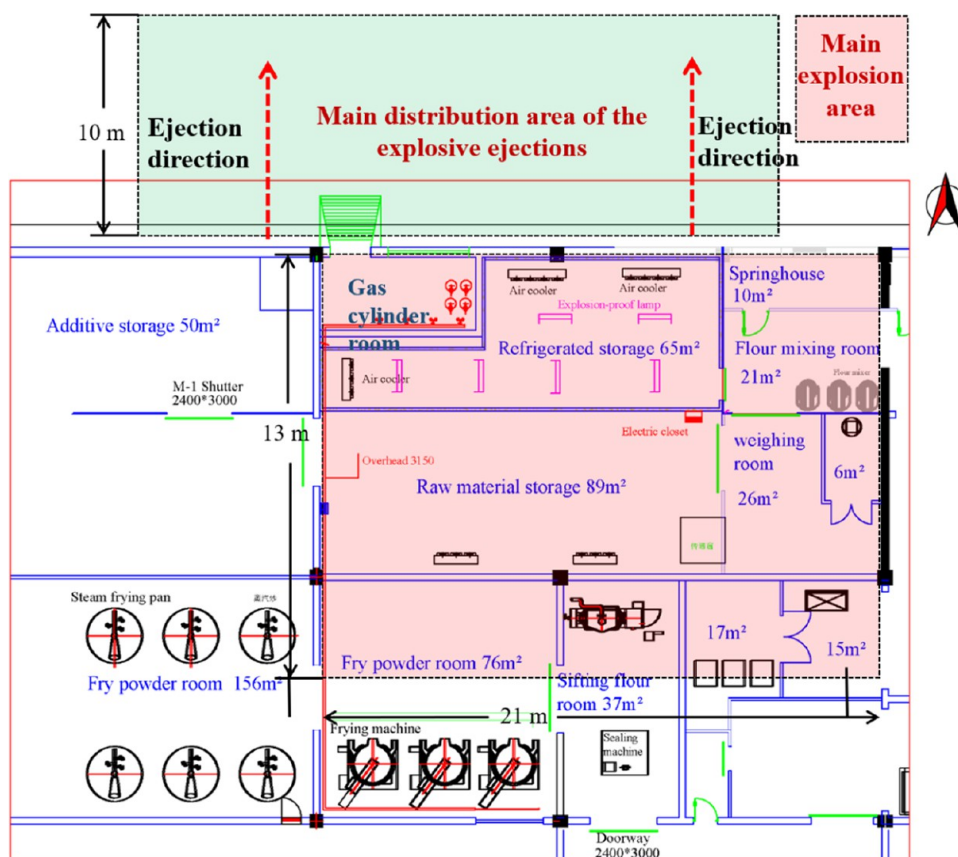 Main
explosion
area
Main distribution area of the
explosive ejections
Ejection
direction
Ejection
direction
10 m
Gas
cylinder
room
Air cooler
Air cooler
Explosion-proof lamp
Springhouse
10m²
Additive storage 50m²
Refrigerated storage 65m²
Flour mixing room
21m²
Flour mixer
Air cooler
M-1 Shutter
2400*3000
13 m
Electric closet
weighing
room
26m²
6m²
Overhead 3150
Raw material storage 89m²
Steam frying pan
Fry powder room 156m²
Fry powder room 76m²
17m²
15m²
Sifting flour
room 37m²
21 m
Frying machine
Sealing
machine
Doorway
2400*3000